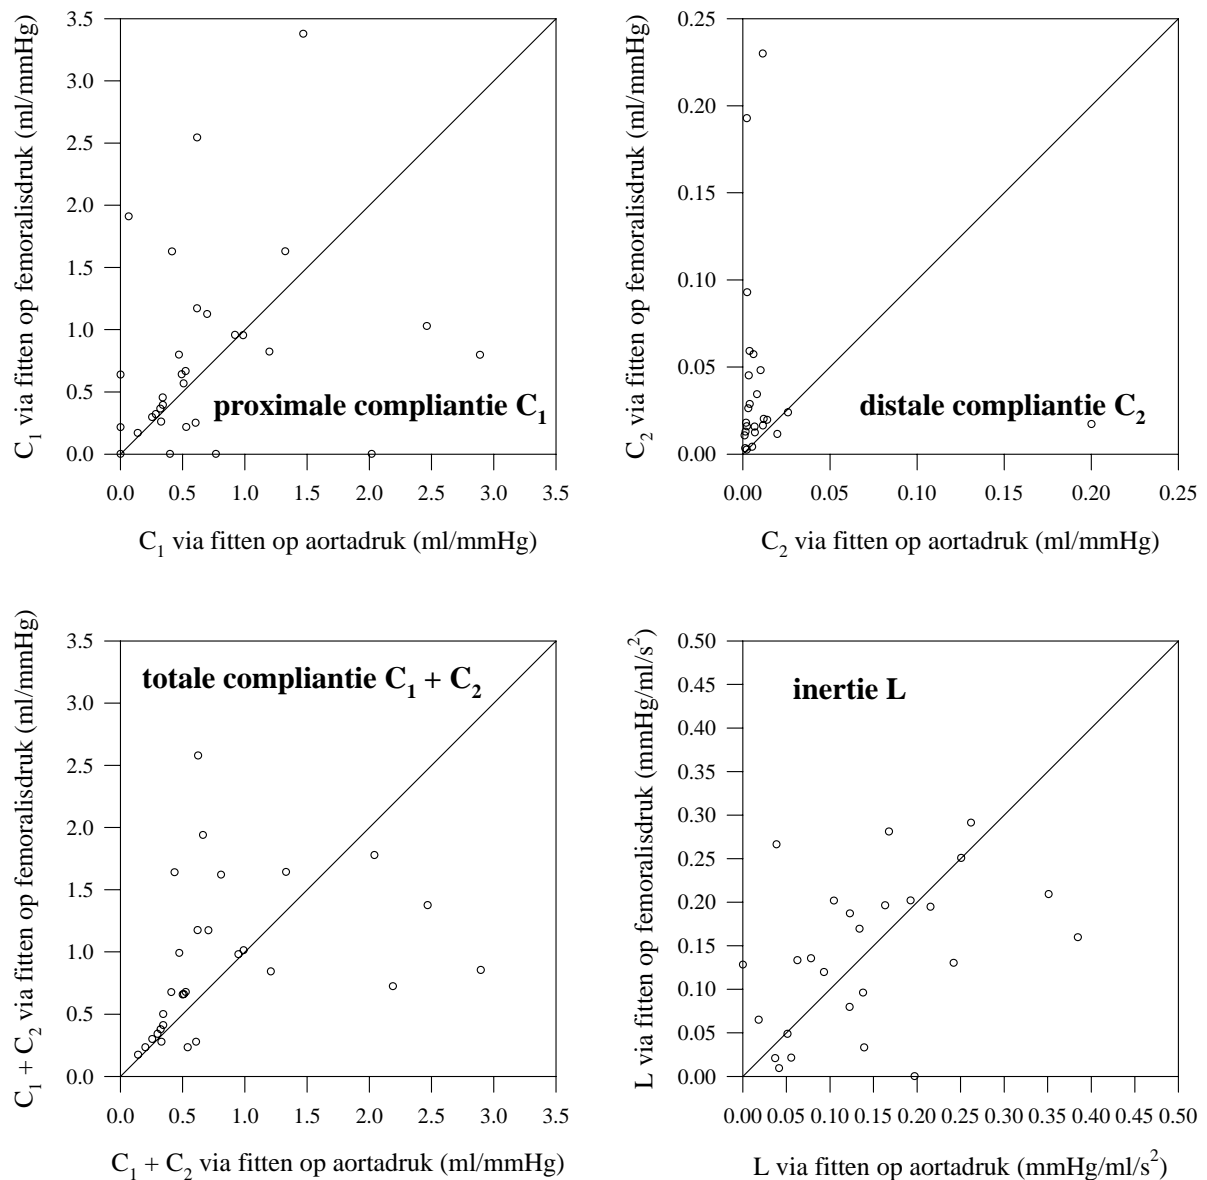 C₁ via fitten op femoralisdruk (ml/mmHg)
3.5
3.0
2.5
2.0
1.5
1.0
0.5
0.0
proximale compliantie C₁
0.0 0.5 1.0 1.5 2.0 2.5 3.0 3.5
C₁ via fitten op aortadruk (ml/mmHg)
C₂ via fitten op femoralisdruk (ml/mmHg)
0.25
0.20
0.15
0.10
0.05
0.00
distale compliantie C₂
0.00 0.05 0.10 0.15 0.20 0.25
C₂ via fitten op aortadruk (ml/mmHg)
C₁ + C₂ via fitten op femoralisdruk (ml/mmHg)
3.5
totale compliantie C₁ + C₂
3.0
2.5
2.0
1.5
1.0
0.5
0.0
0.0 0.5 1.0 1.5 2.0 2.5 3.0 3.5
C₁ + C₂ via fitten op aortadruk (ml/mmHg)
L via fitten op femoralisdruk (mmHg/ml/s²)
0.50
0.45
inertie L
0.40
0.35
0.30
0.25
0.20
0.15
0.10
0.05
0.00
0.00 0.05 0.10 0.15 0.20 0.25 0.30 0.35 0.40 0.45 0.50
L via fitten op aortadruk (mmHg/ml/s²)